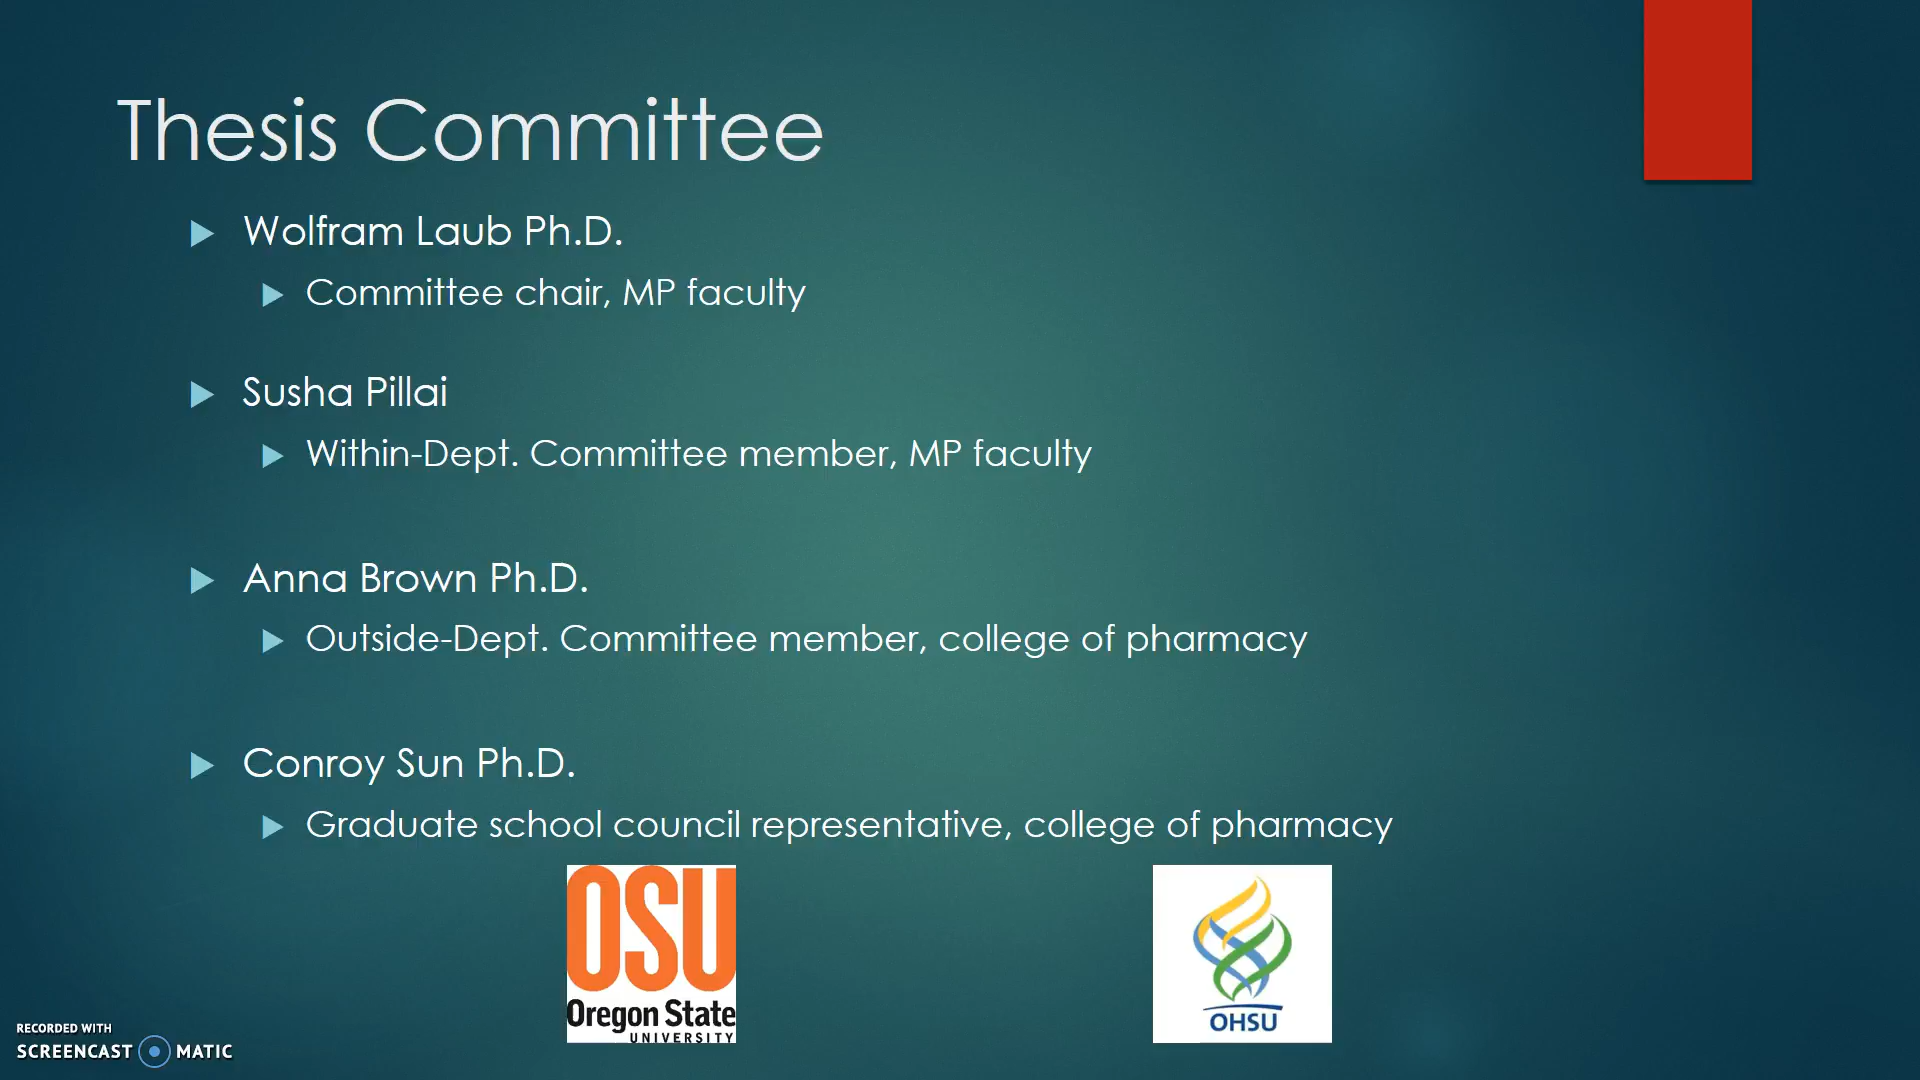 Thesis Committee
Wolfram Laub Ph.D.
Committee chair, MP faculty
Susha Pillai
Within-Dept. Committee member, MP faculty
Anna Brown Ph.D.
Outside-Dept. Committee member, college of pharmacy
Conroy Sun Ph.D.
Graduate school council representative, college of pharmacy
OSU
Oregon State
UNIVERSITY
OHSU
RECORDED WITH
SCREENCAST MATIC